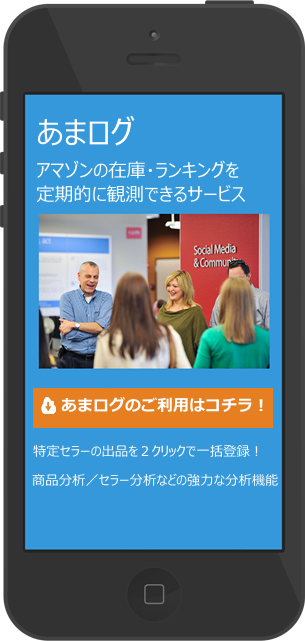 あまログ
アマゾンの在庫・ランキングを
定期的に観測できるサービス
Social Media
& Community
あまログのご利用はコチラ！
特定セラーの出品を２クリックで一括登録！
商品分析／セラー分析などの強力な分析機能